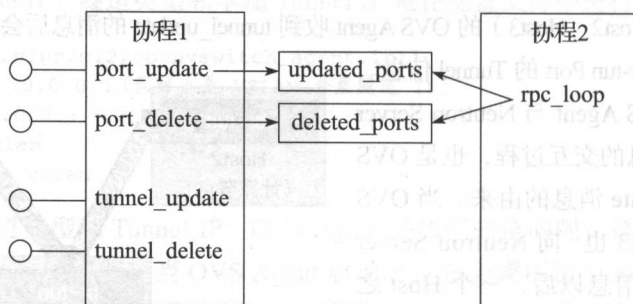 协程1
协程2
port_update
updated_ports
rpc_loop
port_delete
deleted_ports
tunnel_update
tunnel_delete